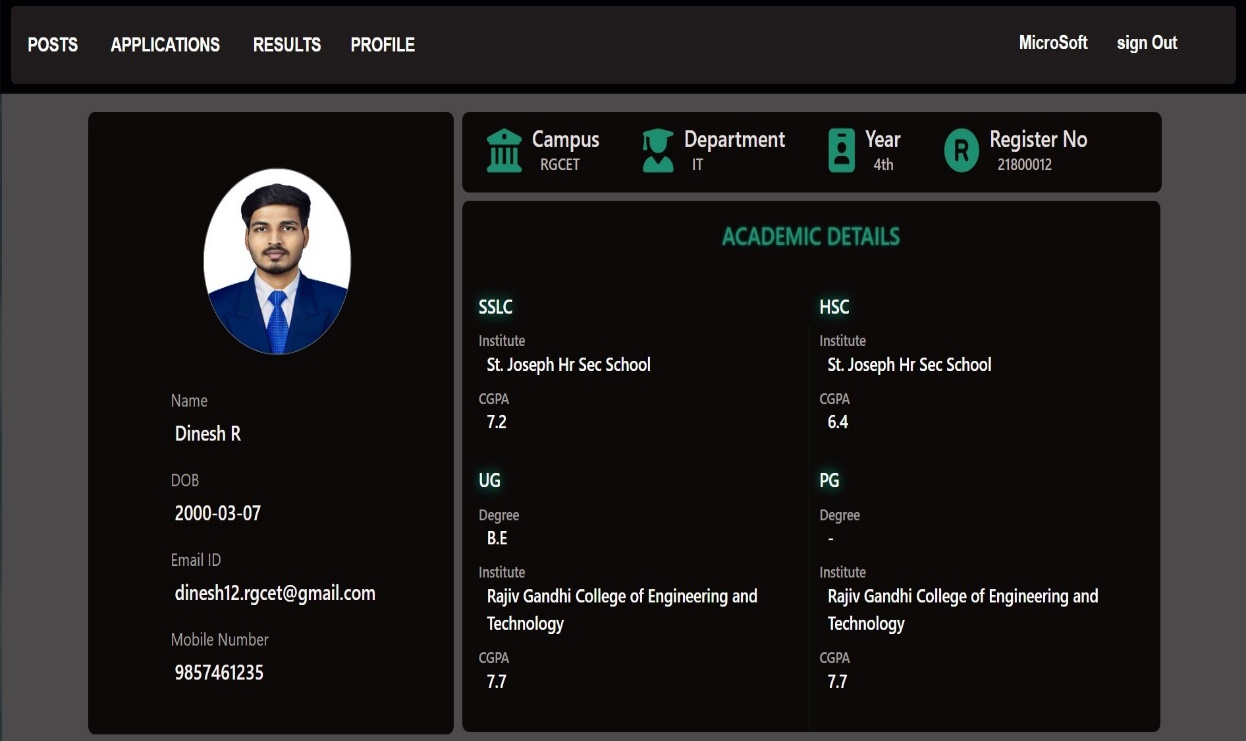 POSTS APPLICATIONS RESULTS PROFILE MicroSoft sign Out
Name
Dinesh R
DOB
2000-03-07
Email ID
dinesh12.rgcet@gmail.com
Mobile Number
9857461235
Campus
RGCET
Department
IT
Year
4th
R
Register No
21800012
ACADEMIC DETAILS
SSLC
Institute
St. Joseph Hr Sec School
CGPA
7.2
HSC
Institute
St. Joseph Hr Sec School
CGPA
6.4
UG
Degree
B.E
Institute
Rajiv Gandhi College of Engineering and
Technology
CGPA
7.7
PG
Degree
-
Institute
Rajiv Gandhi College of Engineering and
Technology
CGPA
7.7